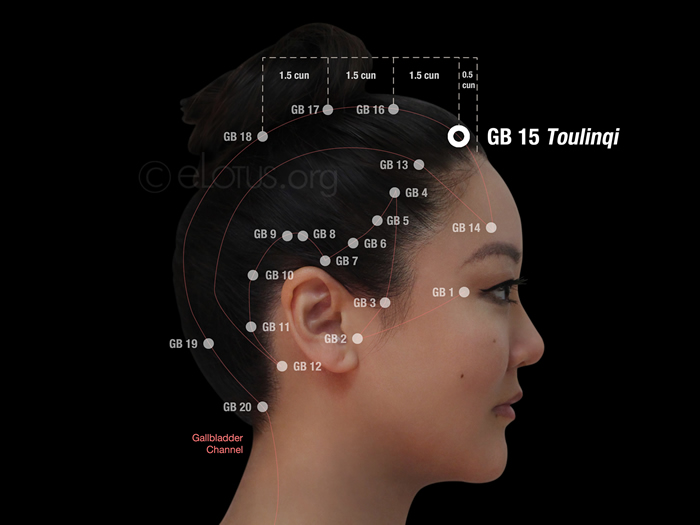 1.5 cun
1.5 cun
1.5 cun
0.5
cun
GB 17
GB 16
GB 18
GB 15 Toulinqi
GB 13
© eLotus.org
GB 4
GB 5
GB 14
GB 9
GB 8
GB 6
GB 7
GB 10
GB 1
GB 3
GB 11
GB 2
GB 19
GB 12
GB 20
Gallbladder
Channel